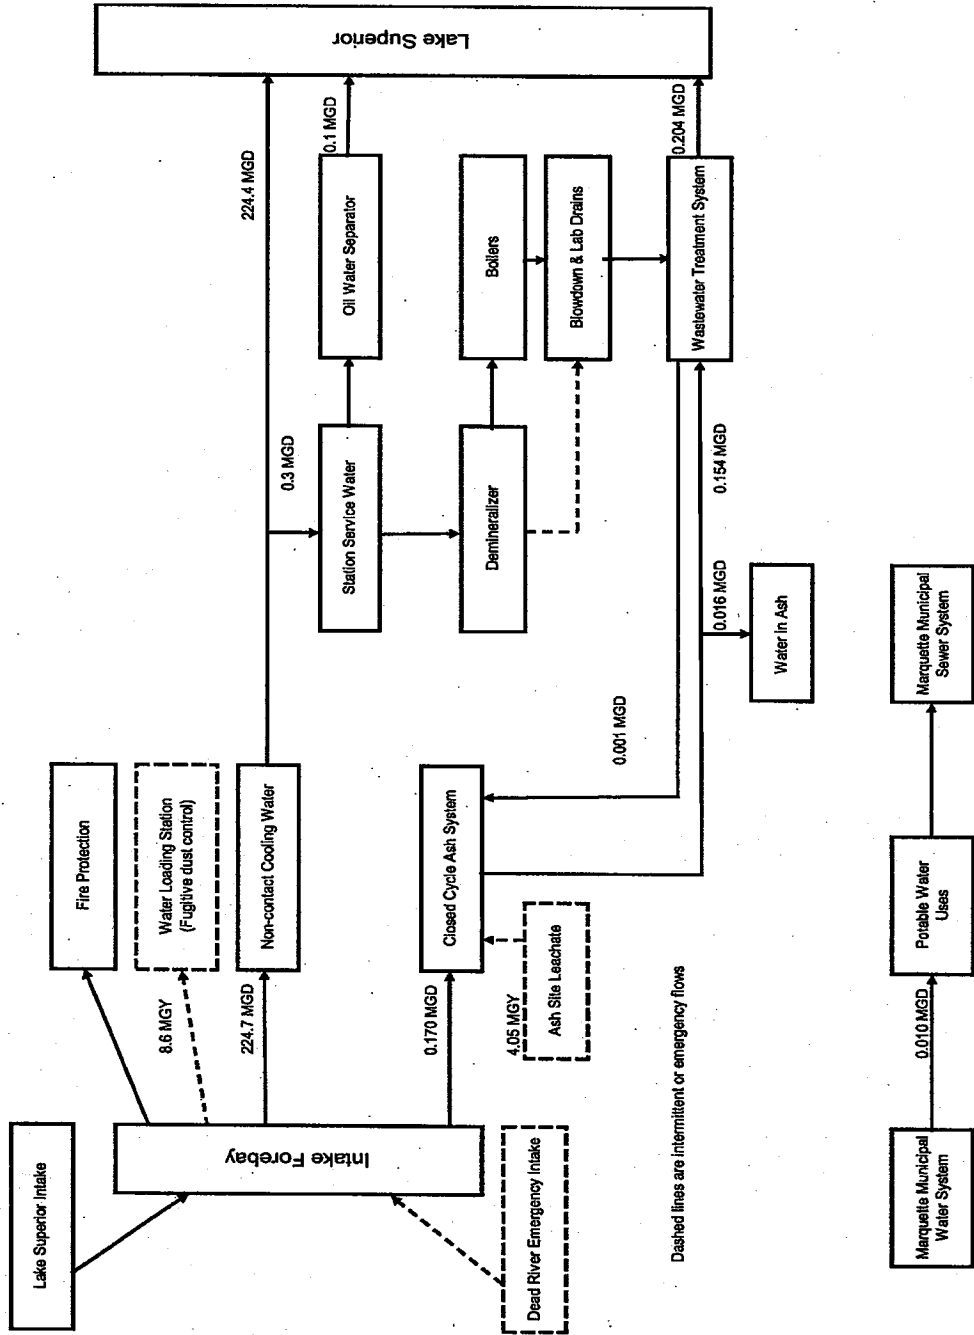 Lake Superior Intake
Dead River Emergency Intake
Intake Forebay
8.6 MGY
224.7 MGD
0.170 MGD
4.05 MGY
Fire Protection
Water Loading Station
(Fugitive dust control)
Non-contact Cooling Water
Closed Cycle Ash System
Ash Site Leachate
0.001 MGD
0.3 MGD
224.4 MGD
Station Service Water
Oil Water Separator
0.1 MGD
Demineralizer
Boilers
Blowdown & Lab Drains
Wastewater Treatment System
0.204 MGD
0.016 MGD
0.154 MGD
Water In Ash
Lake Superior
Dashed lines are intermittent or emergency flows
Marquette Municipal
Water System
0.010 MGD
Potable Water
Uses
Marquette Municipal
Sewer System